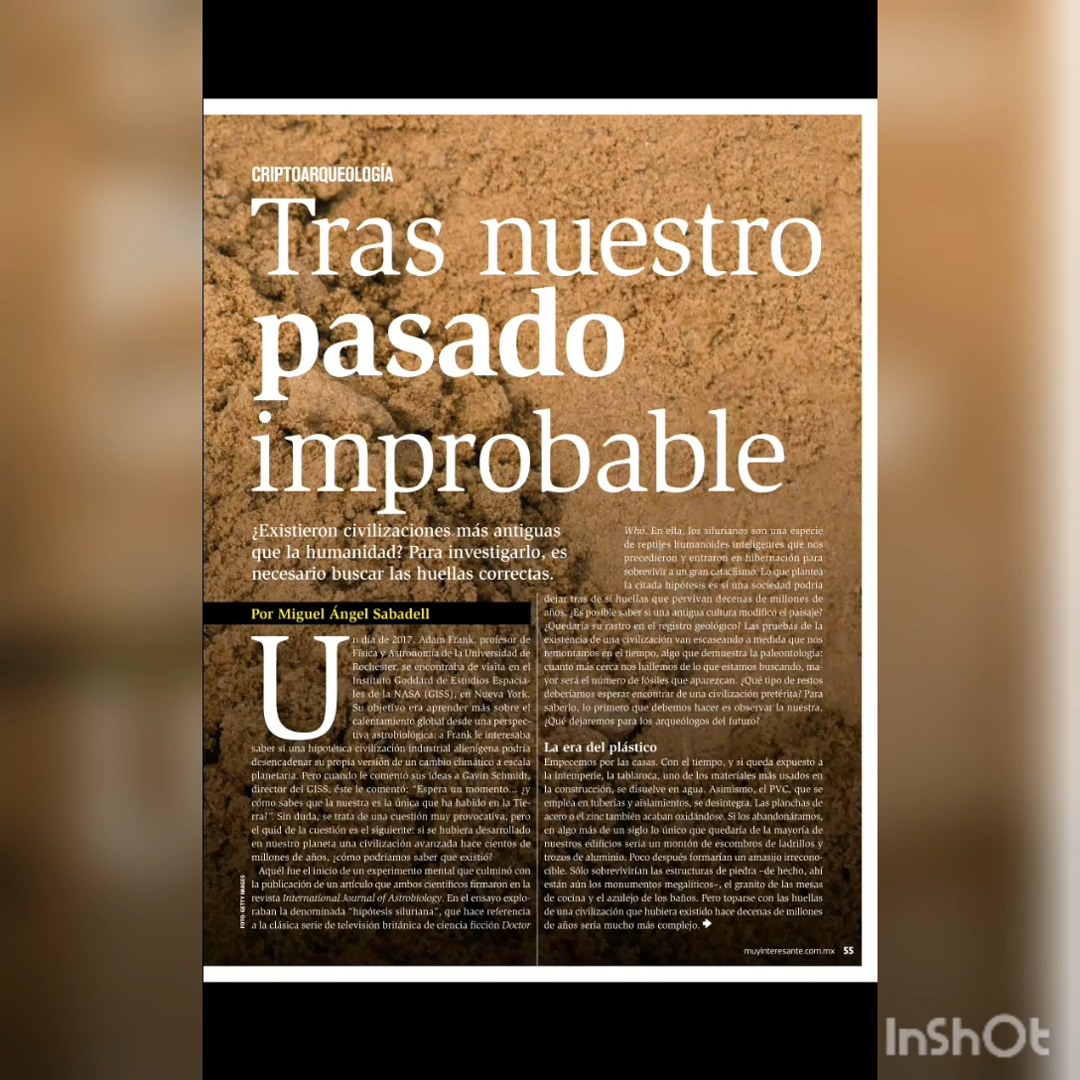 CRIPTOARQUEOLOGÍA
Tras nuestro
pasado
improbable
¿Existieron civilizaciones más antiguas
que la humanidad? Para investigarlo, es
necesario buscar las huellas correctas.
Por Miguel Ángel Sabadell
Un día de 2017, Adam Frank, profesor de
Física y Astronomía de la Universidad de
Rochester, se encontraba de visita en el
Instituto Goddard de Estudios Espacia-
les de la NASA (GISS), en Nueva York.
Su objetivo era aprender más sobre el
calentamiento global desde una perspec-
tiva astrobiológica: a Frank le interesaba
saber si una hipotética civilización industrial alienígena podría
desencadenar su propia versión de un cambio climático a escala
planetaria. Pero cuando le comentó sus ideas a Gavin Schmidt,
director del GISS, éste le comentó: “Espera un momento... ¿y
cómo sabes que la nuestra es la única que ha habido en la Tie-
rra?”. Sin duda, se trata de una cuestión muy provocativa, pero
el quid de la cuestión es el siguiente: si se hubiera desarrollado
en nuestro planeta una civilización avanzada hace cientos de
millones de años, ¿cómo podríamos saber que existió?
Aquél fue el inicio de un experimento mental que culminó con
la publicación de un artículo que ambos científicos firmaron en la
revista International Journal of Astrobiology. En el ensayo explo-
raban la denominada “hipótesis siluriana”, que hace referencia
a la clásica serie de televisión británica de ciencia ficción Doctor
FOTO: GETTY IMAGES
Who. En ella, los silurianos son una especie
de reptiles humanoides inteligentes que nos
precedieron y entraron en hibernación para
sobrevivir a un gran cataclismo. Lo que plantea
la citada hipótesis es si una sociedad podría
dejar tras de sí huellas que pervivan decenas de millones de
años. ¿Es posible saber si una antigua cultura modificó el paisaje?
¿Quedaría su rastro en el registro geológico? Las pruebas de la
existencia de una civilización van escaseando a medida que nos
remontamos en el tiempo, algo que demuestra la paleontología:
cuanto más cerca nos hallemos de lo que estamos buscando, ma-
yor será el número de fósiles que aparezcan. ¿Qué tipo de restos
deberíamos esperar encontrar de una civilización pretérita? Para
saberlo, lo primero que debemos hacer es observar la nuestra.
¿Qué dejaremos para los arqueólogos del futuro?
La era del plástico
Empecemos por las casas. Con el tiempo, y si queda expuesto a
la intemperie, la tablaroca, uno de los materiales más usados en
la construcción, se disuelve en agua. Asimismo, el PVC, que se
emplea en tuberías y aislamientos, se desintegra. Las planchas de
acero o el zinc también acaban oxidándose. Si los abandonáramos,
en algo más de un siglo lo único que quedaría de la mayoría de
nuestros edificios sería un montón de escombros de ladrillos y
trozos de aluminio. Poco después formarían un amasijo irrecono-
cible. Sólo sobrevivirían las estructuras de piedra –de hecho, ahí
están aún los monumentos megalíticos–, el granito de las mesas
de cocina y el azulejo de los baños. Pero toparse con las huellas
de una civilización que hubiera existido hace decenas de millones
de años sería mucho más complejo.
muyinteresante.com.mx 55
InShOt